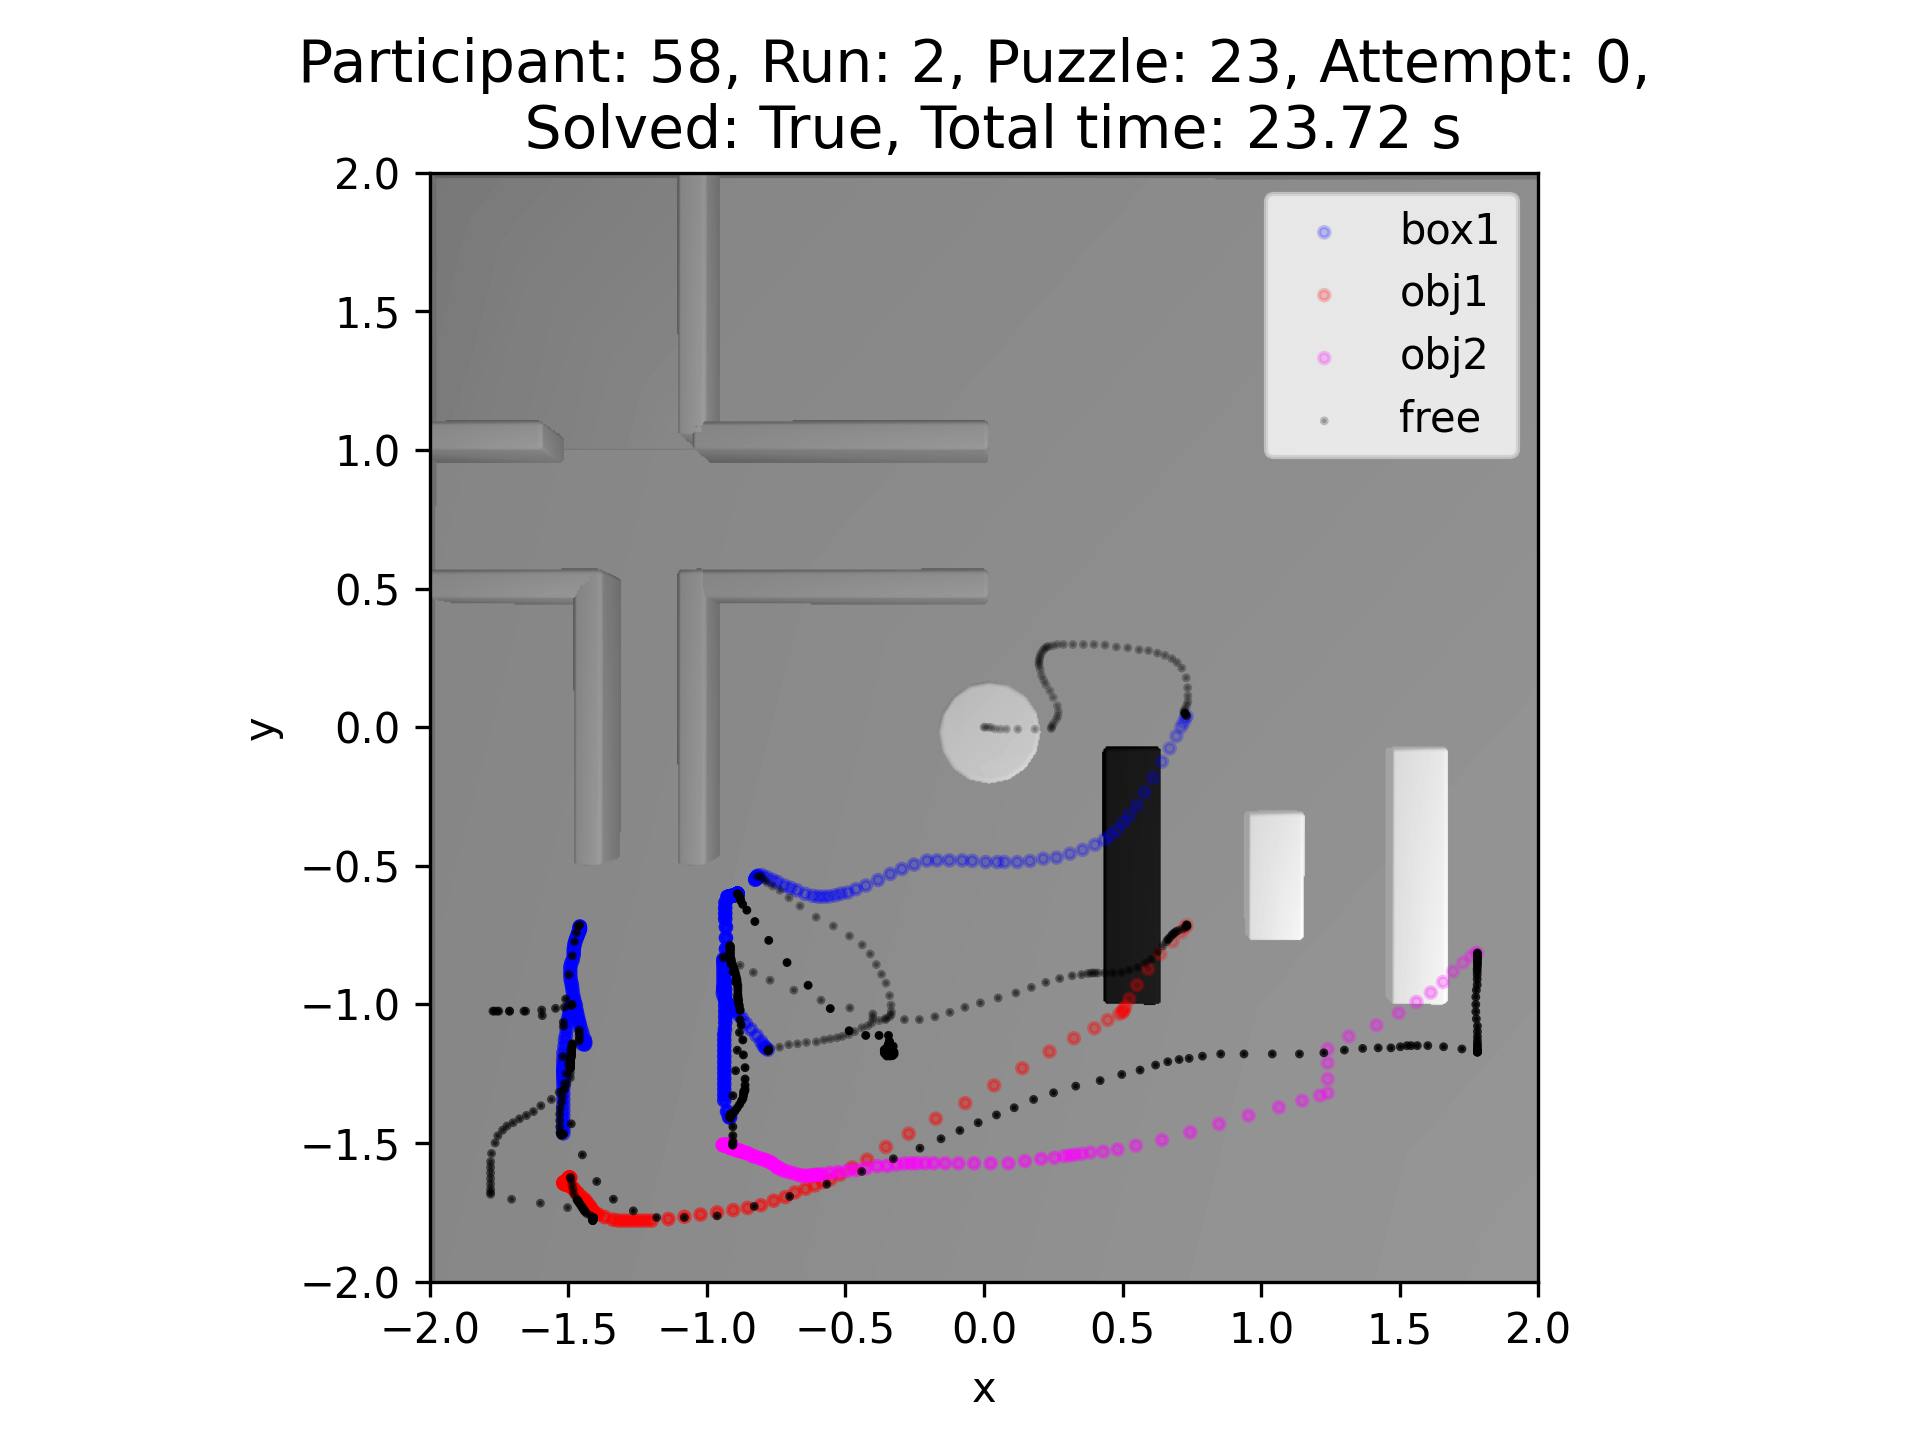 Participant: 58, Run: 2, Puzzle: 23, Attempt: 0,
Solved: True, Total time: 23.72 s
2.0
1.5
1.0
0.5
0.0
−0.5
−1.0
−1.5
−2.0
y
box1
obj1
obj2
free
−2.0 −1.5 −1.0 −0.5 0.0 0.5 1.0 1.5 2.0
x